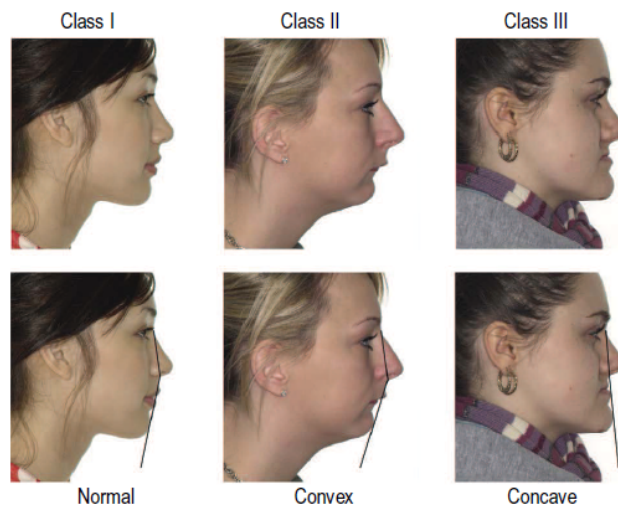 Class I
Class II
Class III
Normal
Convex
Concave